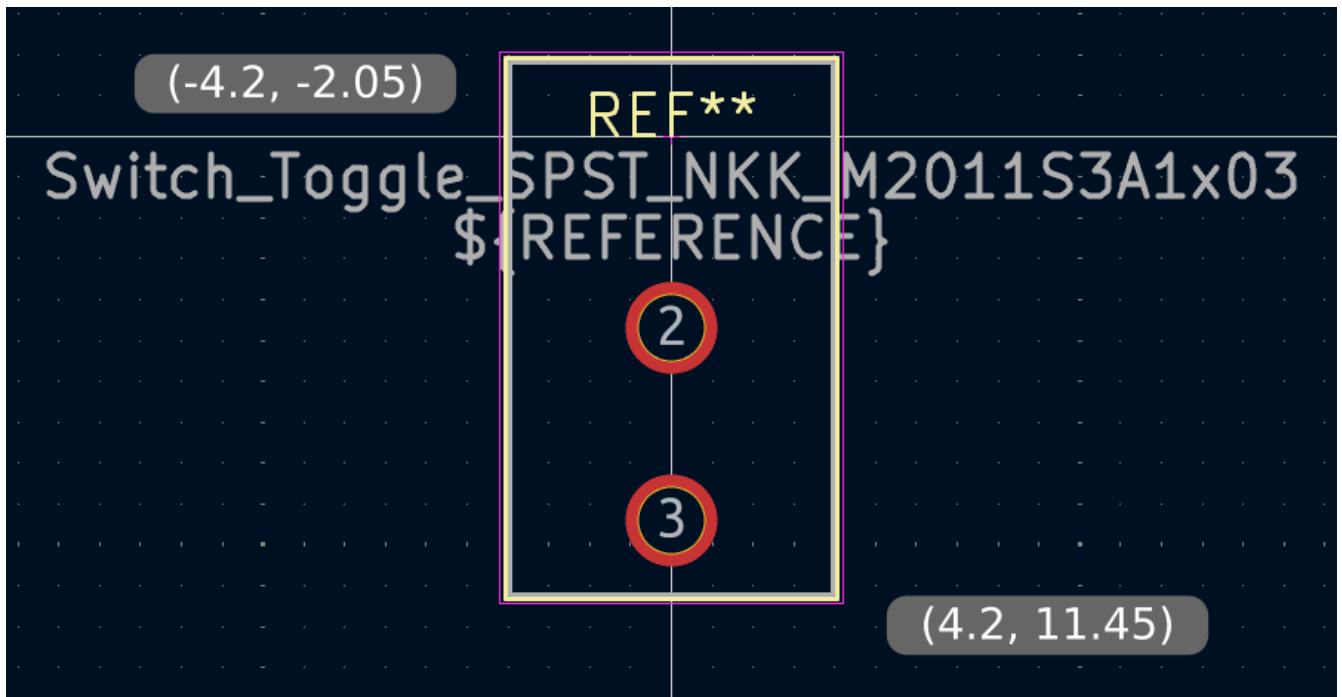 (-4.2, -2.05)
REF**
Switch_Toggle_SPST_NKK_M2011S3A1x03
${REFERENCE}
2
3
(4.2, 11.45)